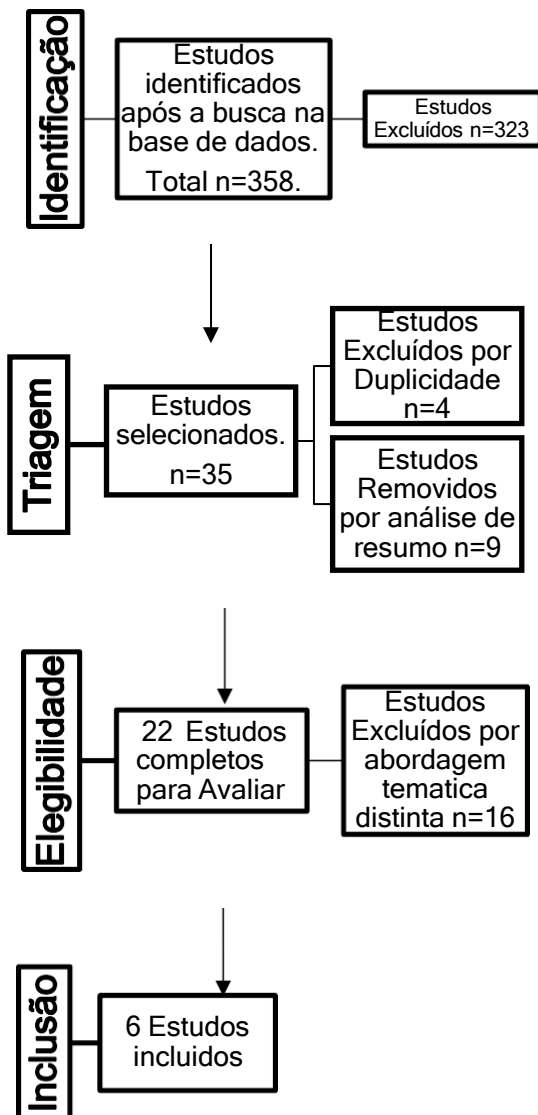 Identificação
Estudos
identificados
após a busca na
base de dados.
Total n=358.
Estudos
Excluídos n=323
Triagem
Estudos
selecionados.
n=35
Estudos
Excluídos por
Duplicidade
n=4
Estudos
Removidos
por análise de
resumo n=9
Elegibilidade
22 Estudos
completos
para Avaliar
Estudos
Excluídos por
abordagem
tematica
distinta n=16
Inclusão
6 Estudos
incluidos